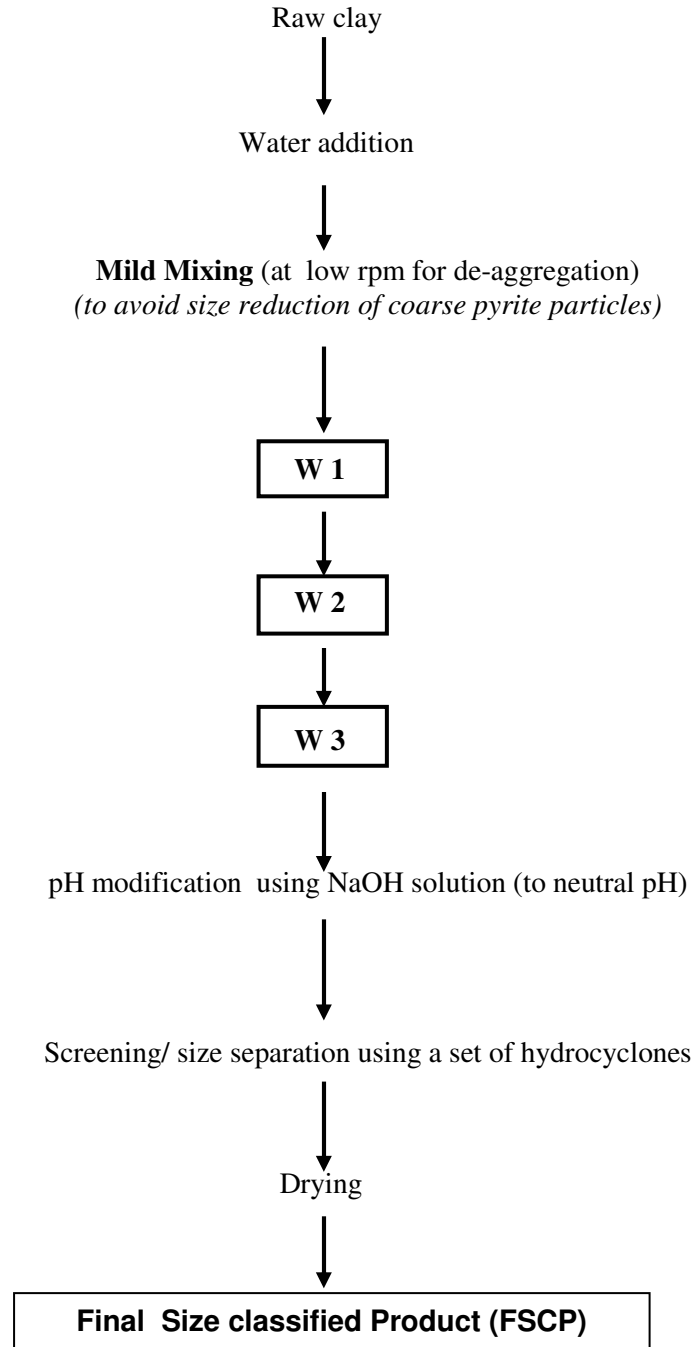 Raw clay
Water addition
Mild Mixing (at low rpm for de-aggregation)
(to avoid size reduction of coarse pyrite particles)
W 1
W 2
W 3
pH modification using NaOH solution (to neutral pH)
Screening/ size separation using a set of hydrocyclones
Drying
Final Size classified Product (FSCP)